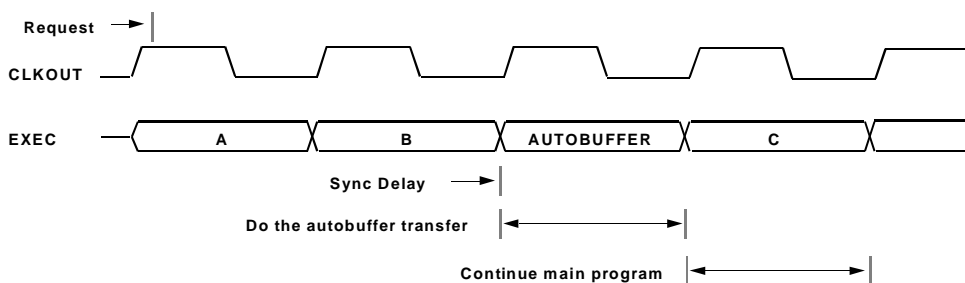 Request
CLKOUT
EXEC A B AUTOBUFFER C
Sync Delay
Do the autobuffer transfer
Continue main program